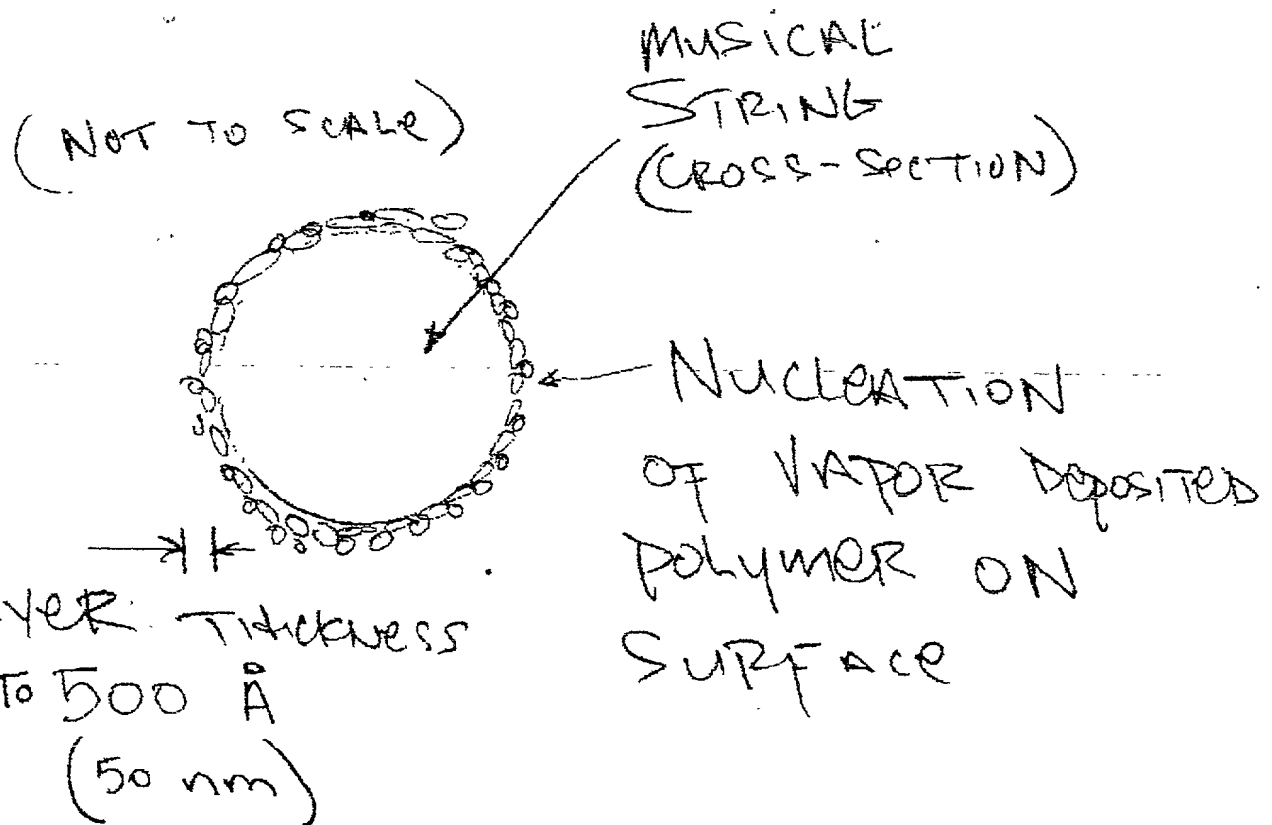 (NOT TO SCALe)
MUSiCAL
STRiNG
(CROSS-SecTiON)
NUCleATiON
OF VAPOR DepOSiTeD
pOLymeR ON
SURFAce
yeR THiCKNeSS
TO 500 Å
(50 nm)